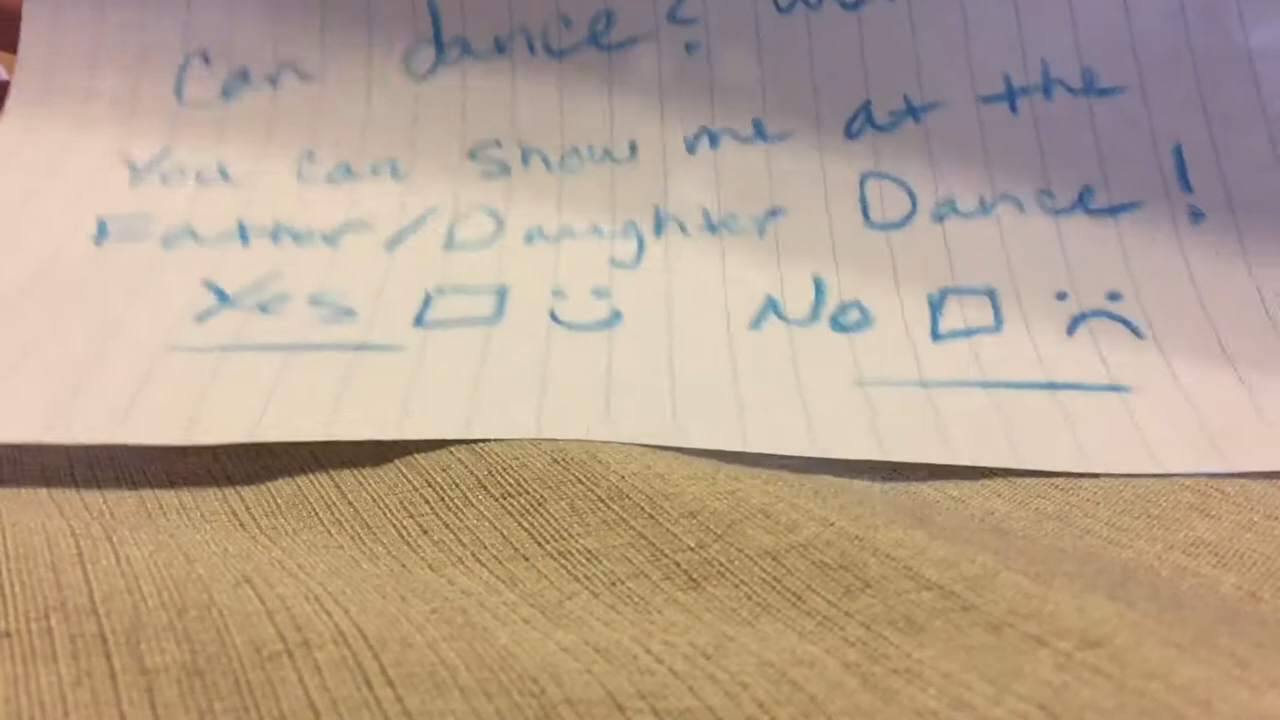 Can dance?
You can show me at the
Father/Daughter Dance!
Yes No